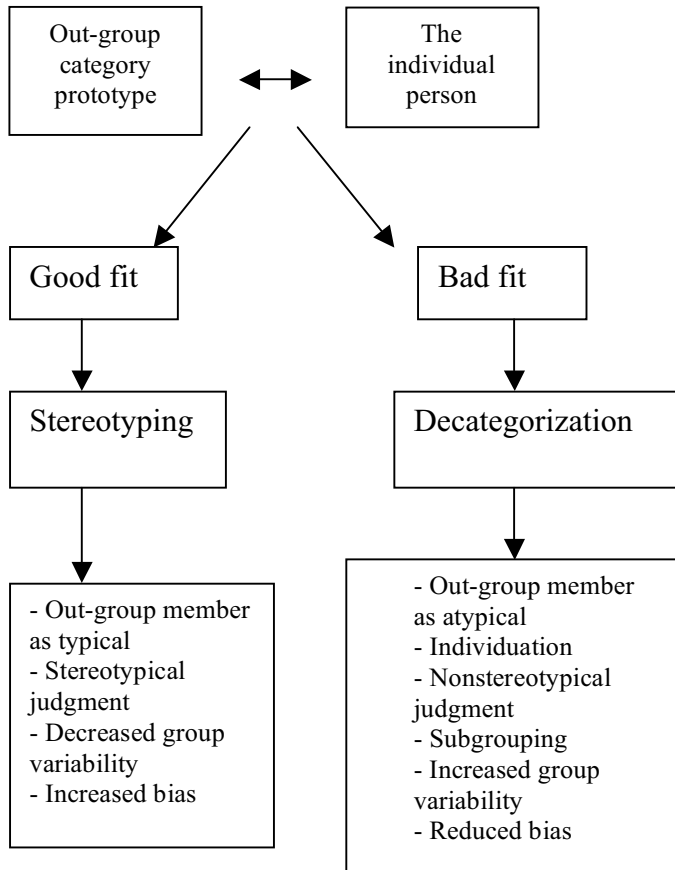 Out-group
category
prototype
The
individual
person
Good fit
Bad fit
Stereotyping
Decategorization
- Out-group member
as typical
- Stereotypical
judgment
- Decreased group
variability
- Increased bias
- Out-group member
as atypical
- Individuation
- Nonstereotypical
judgment
- Subgrouping
- Increased group
variability
- Reduced bias